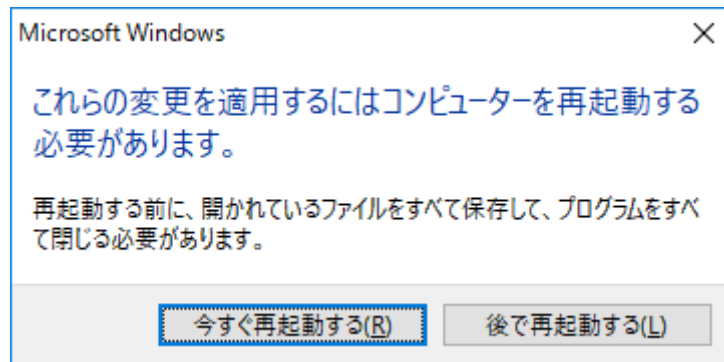 Microsoft Windows
これらの変更を適用するにはコンピューターを再起動する
必要があります。
再起動する前に、開かれているファイルをすべて保存して、プログラムをすべ
て閉じる必要があります。
今すぐ再起動する(R)
後で再起動する(L)